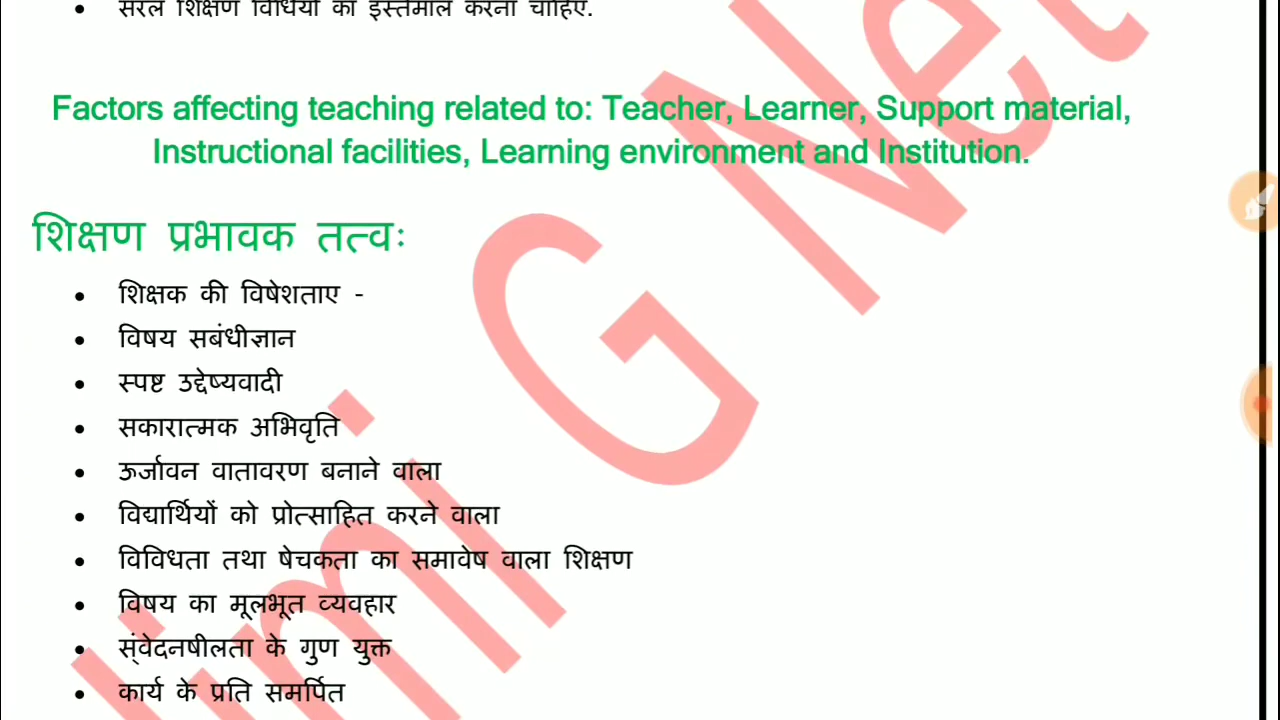 • सरल शिक्षण विधियों का इस्तेमाल करना चाहिए.
Factors affecting teaching related to: Teacher, Learner, Support material,
Instructional facilities, Learning environment and Institution.
शिक्षण प्रभावक तत्वः
• शिक्षक की विषेशताए -
• विषय सबंधीज्ञान
• स्पष्ट उद्देष्यवादी
• सकारात्मक अभिवृति
• ऊर्जावन वातावरण बनाने वाला
• विद्यार्थियों को प्रोत्साहित करने वाला
• विविधता तथा षेचकता का समावेष वाला शिक्षण
• विषय का मूलभूत व्यवहार
• स्ंवेदनषीलता के गुण युक्त
• कार्य के प्रति समर्पित
G Net